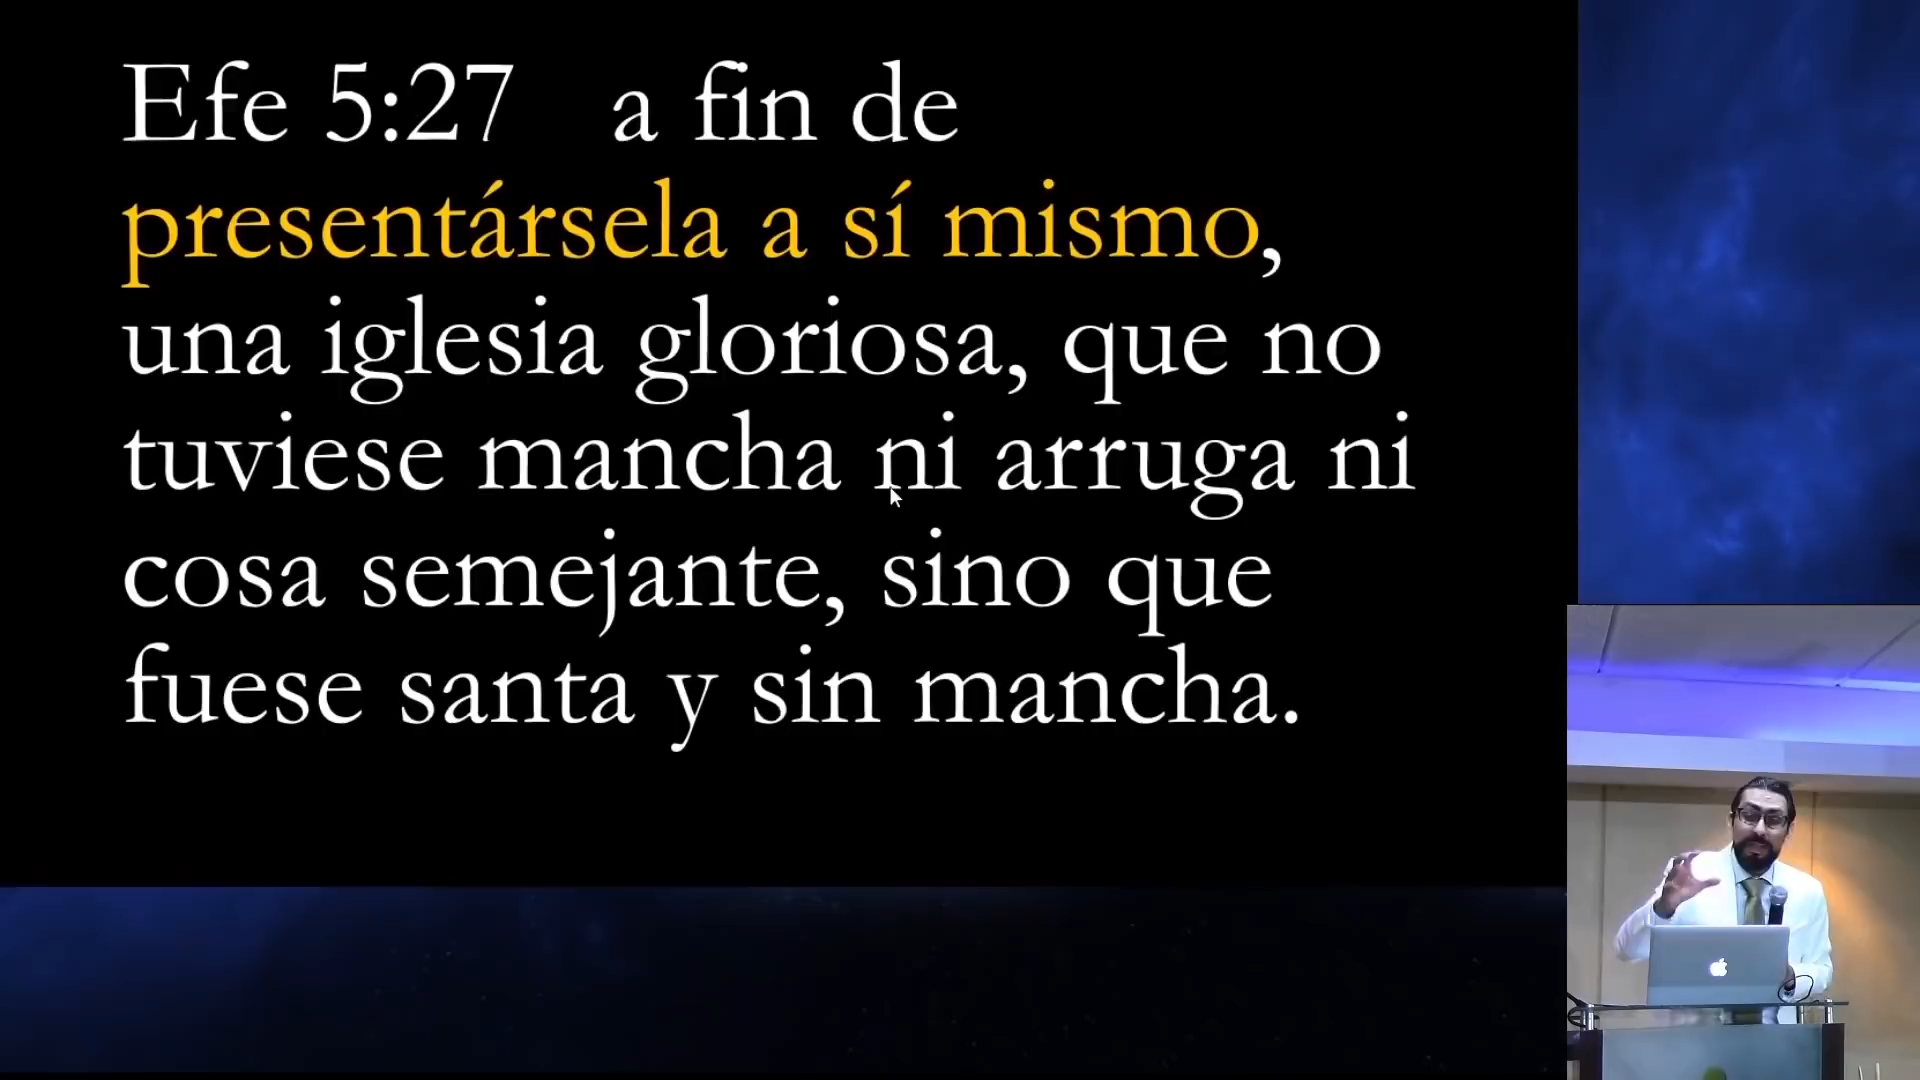 Efe 5:27 a fin de
presentársela a sí mismo,
una iglesia gloriosa, que no
tuviese mancha ni arruga ni
cosa semejante, sino que
fuese santa y sin mancha.